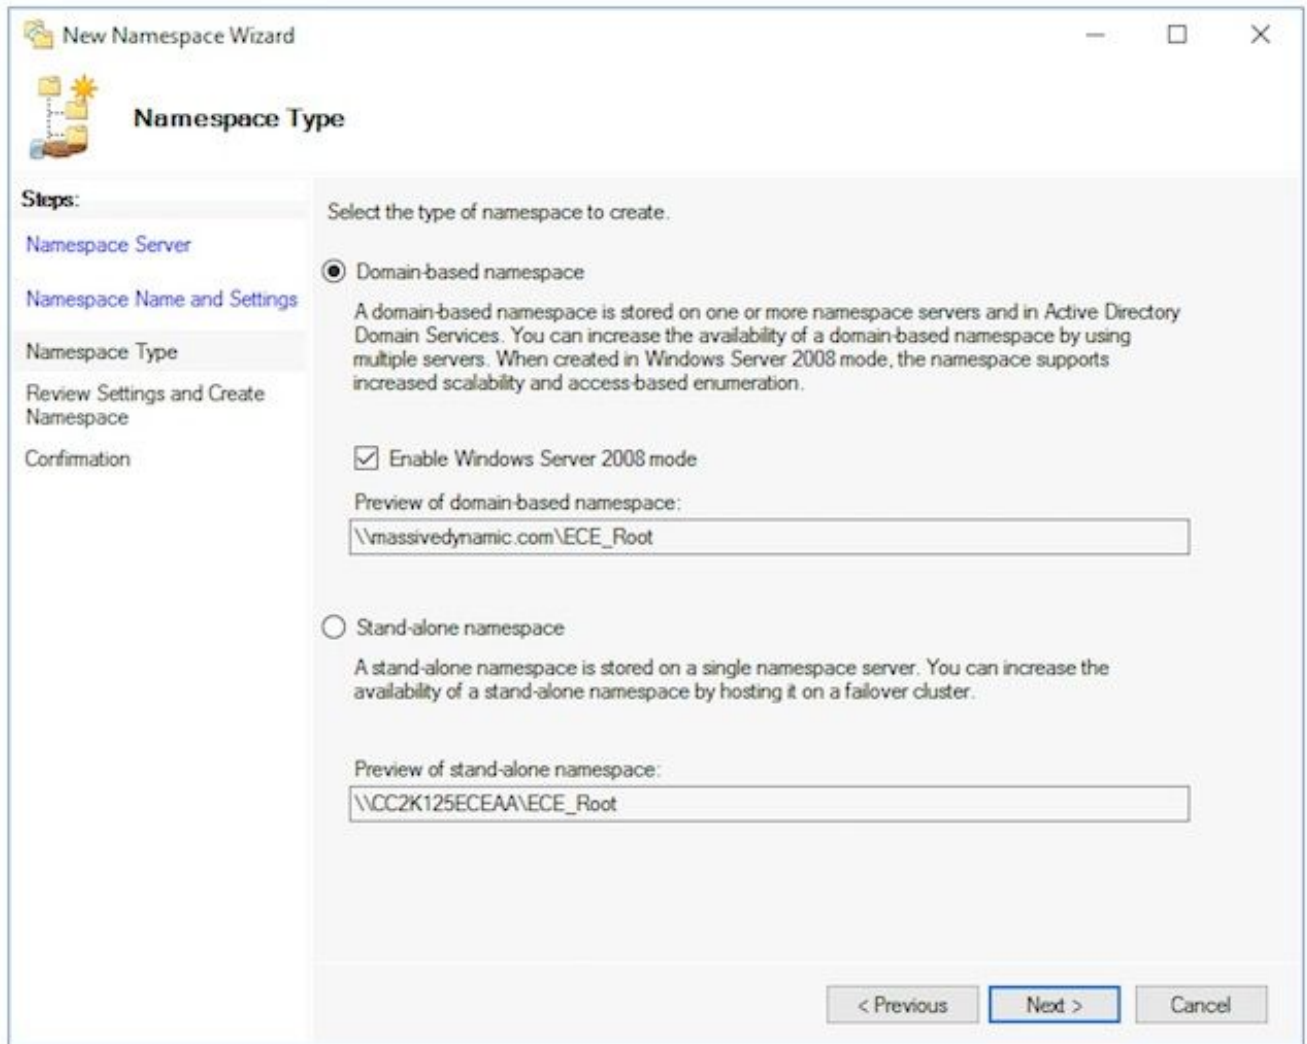 New Namespace Wizard
Namespace Type
Steps:
Namespace Server
Namespace Name and Settings
Namespace Type
Review Settings and Create
Namespace
Confirmation
Select the type of namespace to create.
Domain-based namespace
A domain-based namespace is stored on one or more namespace servers and in Active Directory
Domain Services. You can increase the availability of a domain-based namespace by using
multiple servers. When created in Windows Server 2008 mode, the namespace supports
increased scalability and access-based enumeration.
Enable Windows Server 2008 mode
Preview of domain-based namespace:
\\massivedynamic.com\ECE_Root
Stand-alone namespace
A stand-alone namespace is stored on a single namespace server. You can increase the
availability of a stand-alone namespace by hosting it on a failover cluster.
Preview of stand-alone namespace:
\\CC2K125ECEAA\ECE_Root
< Previous
Next >
Cancel